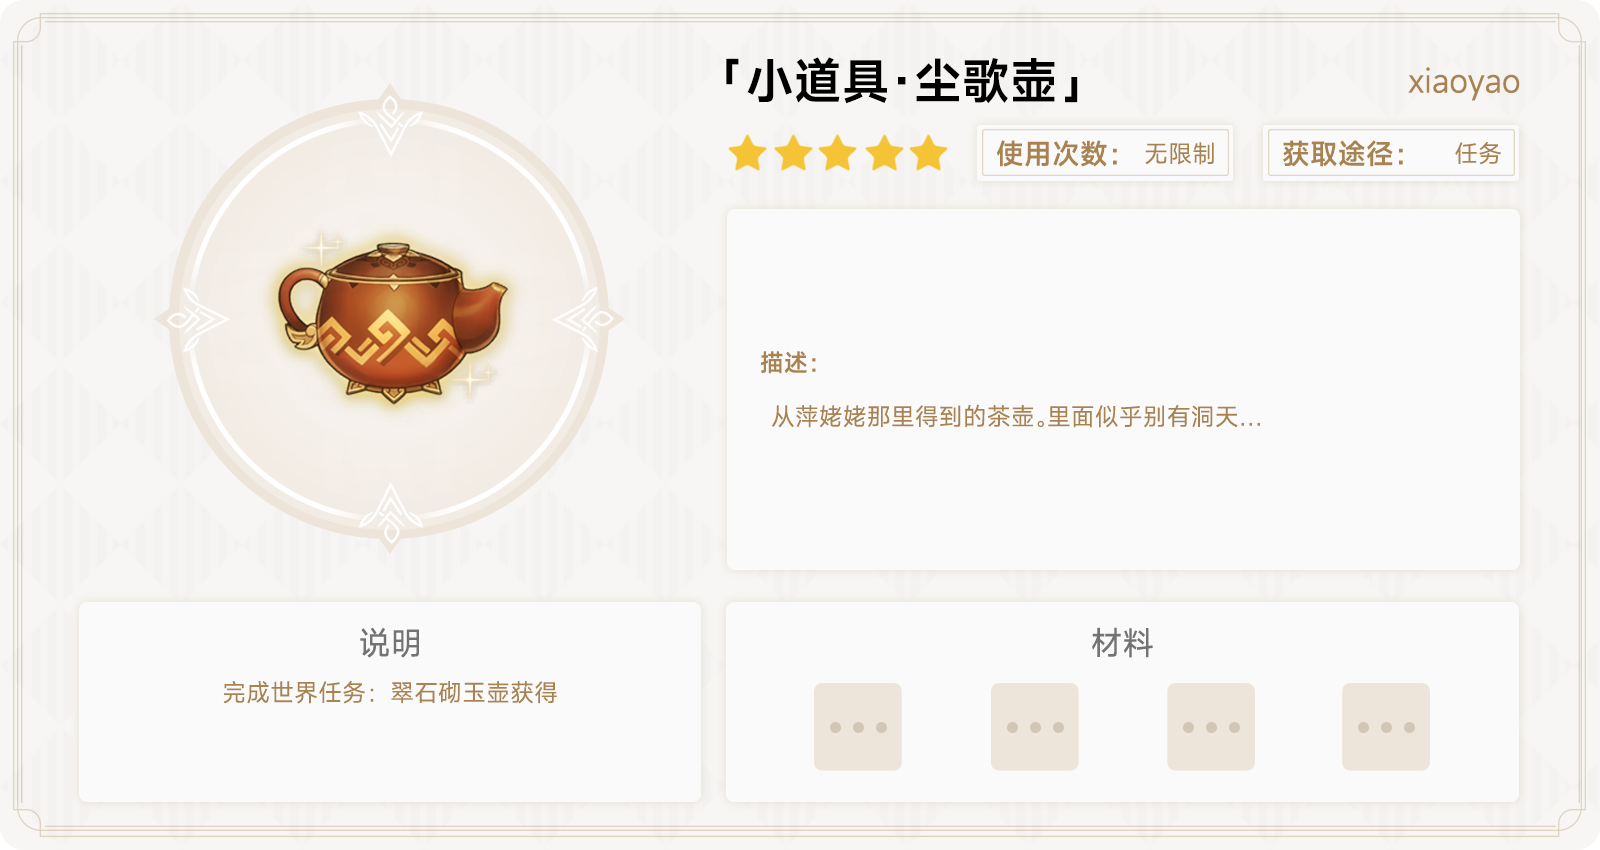 「小道具·尘歌壶」
xiaoyao
使用次数： 无限制
获取途径： 任务
描述：
从萍姥姥那里得到的茶壶。里面似乎别有洞天...
说明
完成世界任务：翠石砌玉壶获得
材料